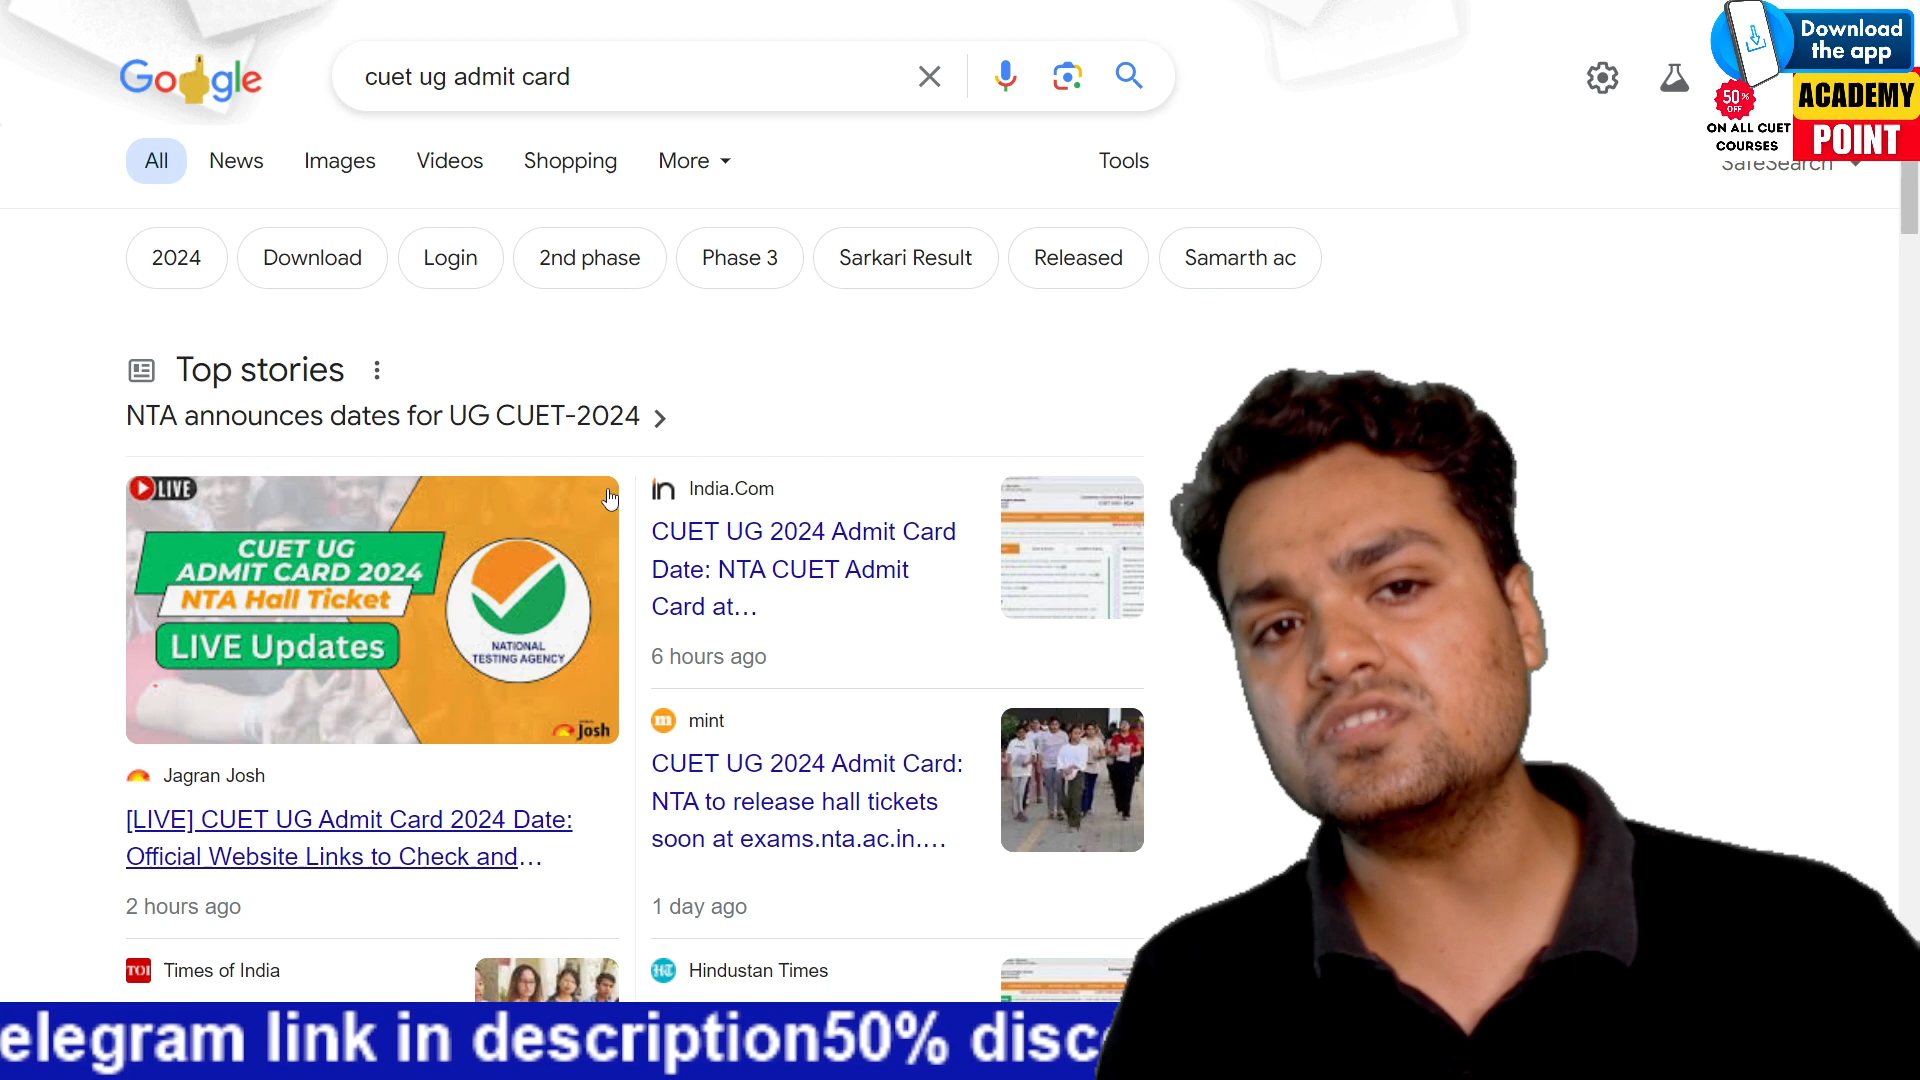 Google
cuet ug admit card
Download
the app
50%
OFF
ON ALL CUET
COURSES
ACADEMY
POINT
All
News
Images
Videos
Shopping
More
Tools
SafeSearch
2024
Download
Login
2nd phase
Phase 3
Sarkari Result
Released
Samarth ac
Top stories
NTA announces dates for UG CUET-2024
LIVE
CUET UG
ADMIT CARD 2024
NTA Hall Ticket
LIVE Updates
NATIONAL
TESTING AGENCY
Josh
Jagran Josh
[LIVE] CUET UG Admit Card 2024 Date:
Official Website Links to Check and…
2 hours ago
in India.Com
CUET UG 2024 Admit Card
Date: NTA CUET Admit
Card at…
6 hours ago
m mint
CUET UG 2024 Admit Card:
NTA to release hall tickets
soon at exams.nta.ac.in.…
1 day ago
TOI Times of India
HT Hindustan Times
elegram link in description50% disc